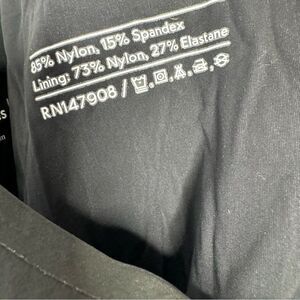 85% Nylon, 15% Spandex
Lining: 73% Nylon, 27% Elastane
RN147908 /